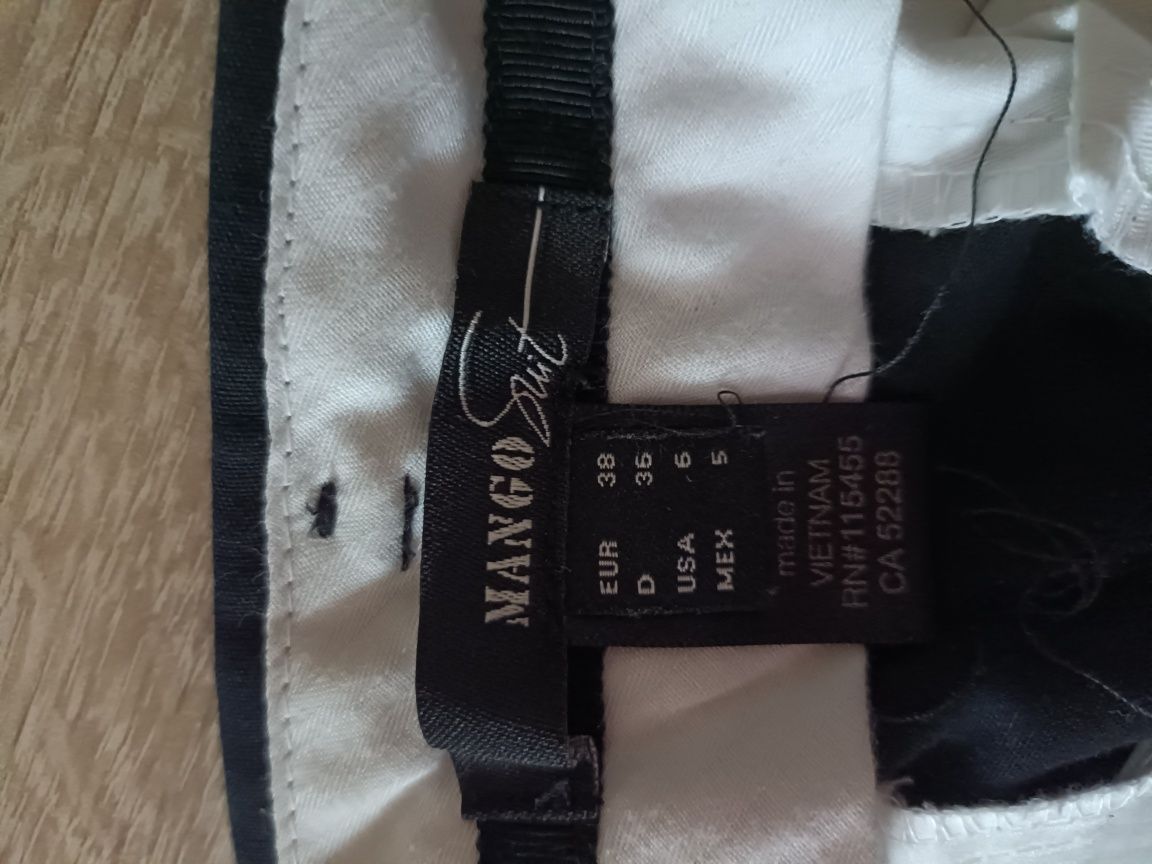 MANGO Suit
EUR 38
D 36
USA 6
MEX 5
made in
VIETNAM
RN#115455
CA 52288